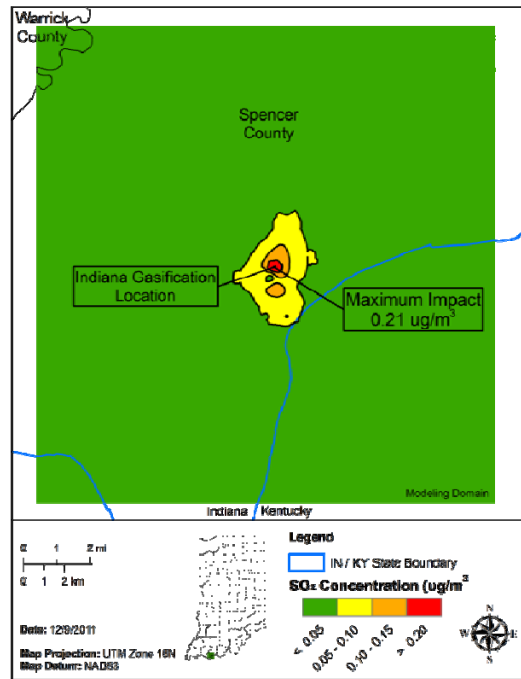 Warrick
County
Spencer
County
Indiana Gasification
Location
Maximum Impact
0.21 ug/m³
Modeling Domain
Indiana Kentucky
0 1 2 mi
0 1 2 km
Date: 12/9/2011
Map Projection: UTM Zone 16N
Map Datum: NAD83
Legend
IN / KY State Boundary
SO₂ Concentration (ug/m³
< 0.05
0.05 - 0.10
0.10 - 0.15
> 0.20
N
W E
S